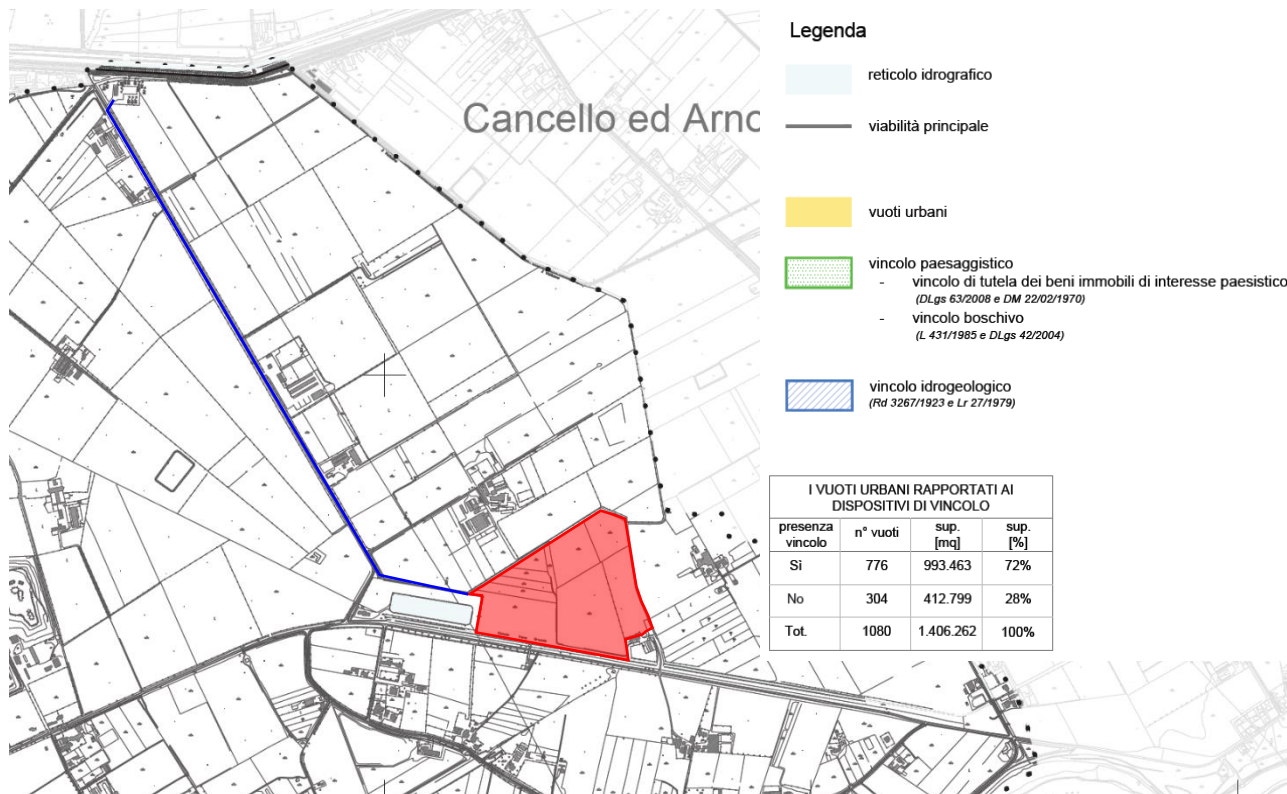 Cancello ed Arno
Legenda
reticolo idrografico
viabilità principale
vuoti urbani
vincolo paesaggistico
- vincolo di tutela dei beni immobili di interesse paesistico
(DLgs 63/2008 e DM 22/02/1970)
- vincolo boschivo
(L 431/1985 e DLgs 42/2004)
vincolo idrogeologico
(Rd 3267/1923 e Lr 27/1979)
I VUOTI URBANI RAPPORTATI AI
DISPOSITIVI DI VINCOLO
presenza vincolo n° vuoti sup. [mq] sup. [%]
Sì 776 993.463 72%
No 304 412.799 28%
Tot. 1080 1.406.262 100%